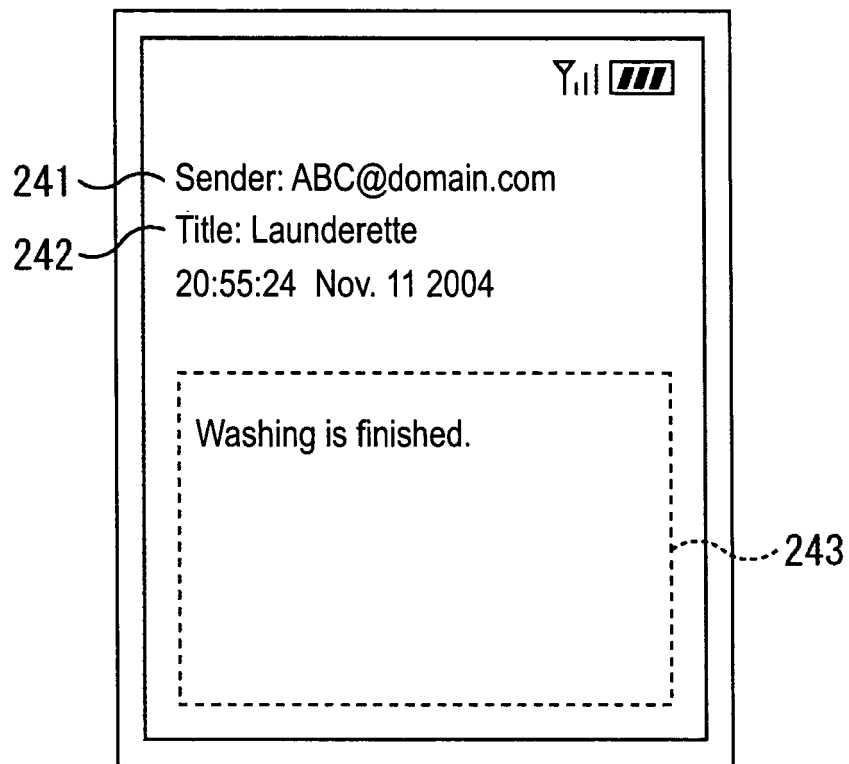 241 Sender: ABC@domain.com
242 Title: Launderette
20:55:24 Nov. 11 2004
Washing is finished.
243